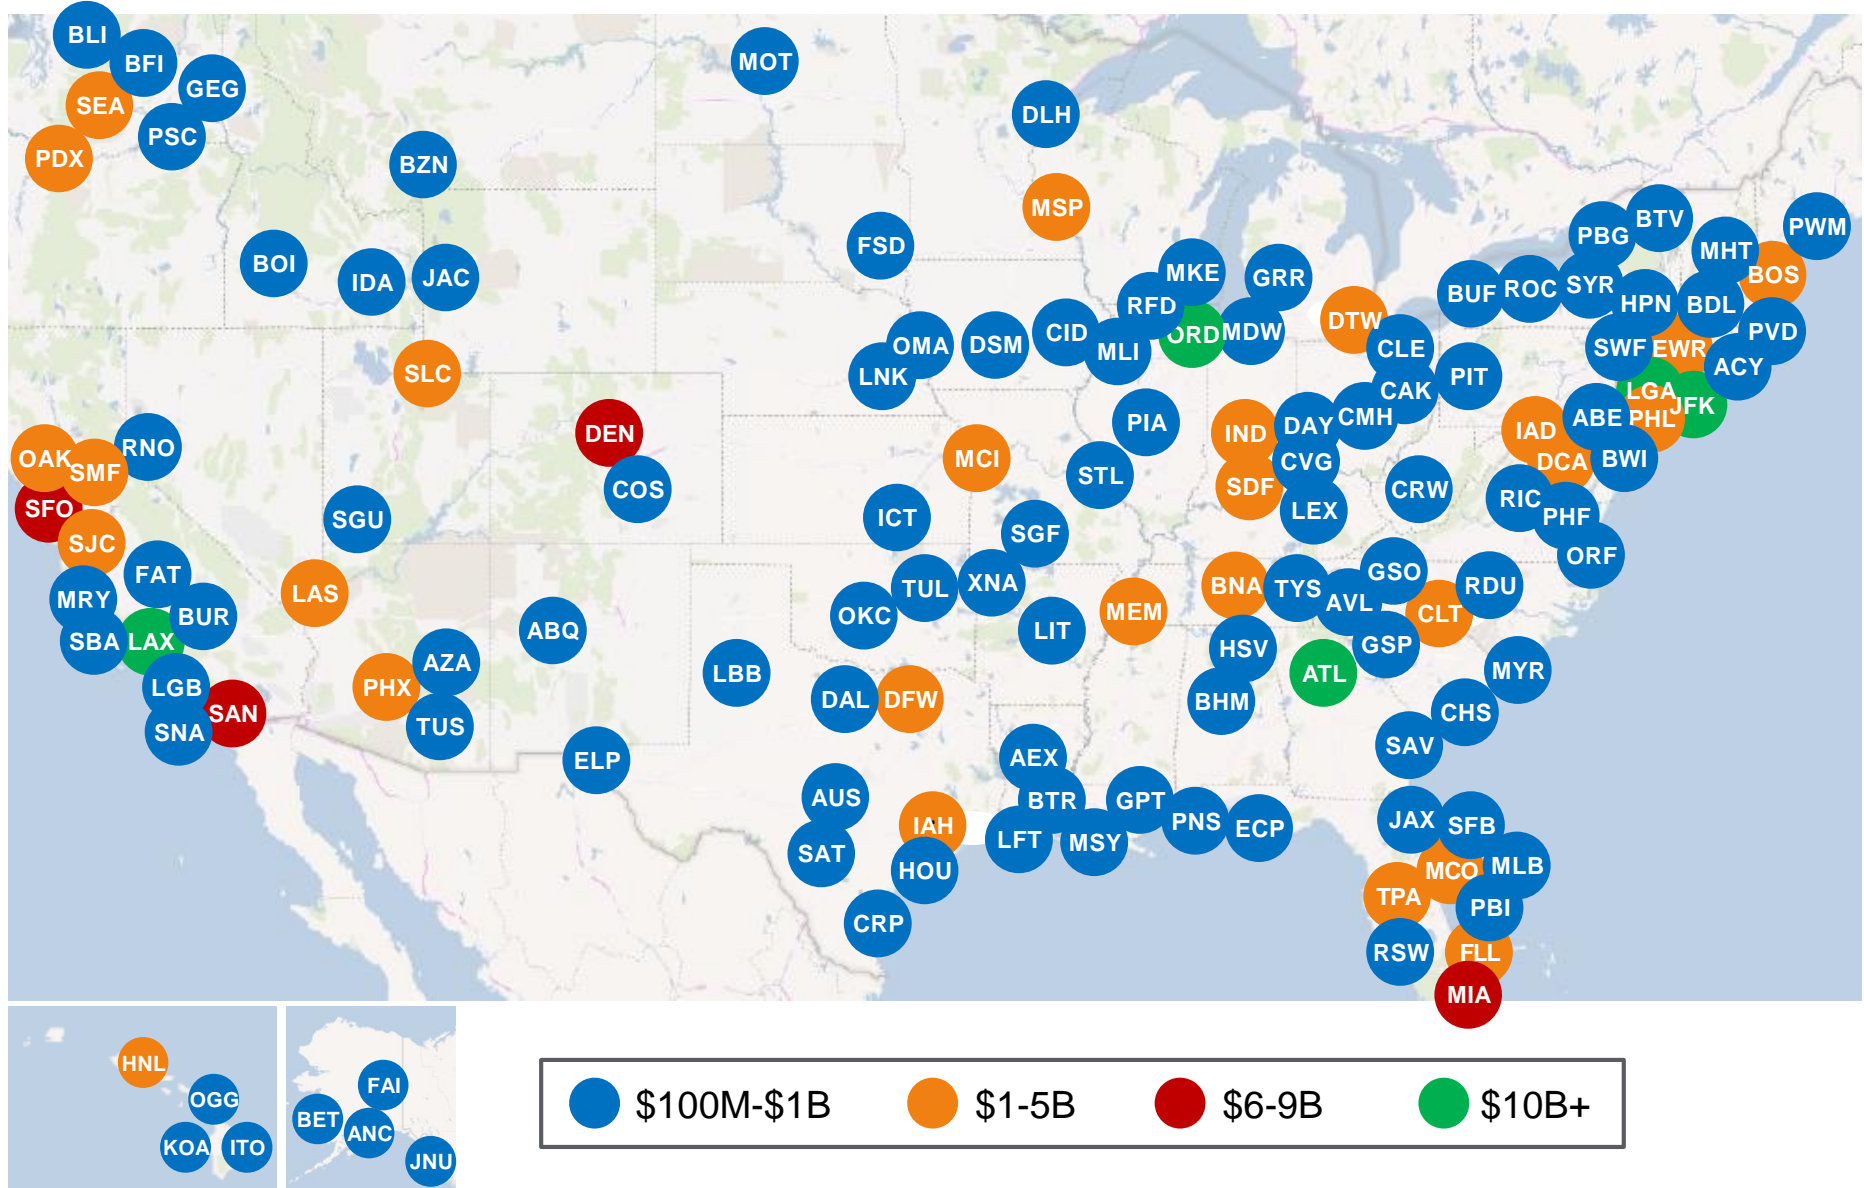 BLI
BFI
GEG
SEA
PSC
PDX
MOT
DLH
BZN
MSP
FSD
BOI
IDA
JAC
MKE
GRR
RFD
ORD
MDW
DTW
CLE
BUF
ROC
SYR
PBG
BTV
MHT
PWM
BOS
HPN
BDL
PVD
SWF
EWR
ACY
LGA
JFK
PHL
ABE
IAD
DCA
BWI
OMA
DSM
CID
MLI
LNK
SLC
CAK
PIT
CMH
PIA
IND
DAY
CVG
SDF
LEX
CRW
RIC
PHF
ORF
DEN
COS
MCI
STL
RNO
OAK
SMF
SFO
SJC
SGU
ICT
SGF
FAT
MRY
BUR
SBA
LAX
LAS
LGB
SAN
SNA
ABQ
AZA
PHX
TUS
ELP
TUL
XNA
OKC
LIT
MEM
BNA
TYS
AVL
GSO
RDU
CLT
GSP
HSV
ATL
BHM
MYR
CHS
SAV
LBB
DAL
DFW
AEX
BTR
GPT
PNS
ECP
LFT
MSY
AUS
SAT
IAH
HOU
CRP
JAX
SFB
MCO
MLB
TPA
PBI
RSW
FLL
MIA
HNL
OGG
KOA
ITO
FAI
BET
ANC
JNU
$100M-$1B
$1-5B
$6-9B
$10B+